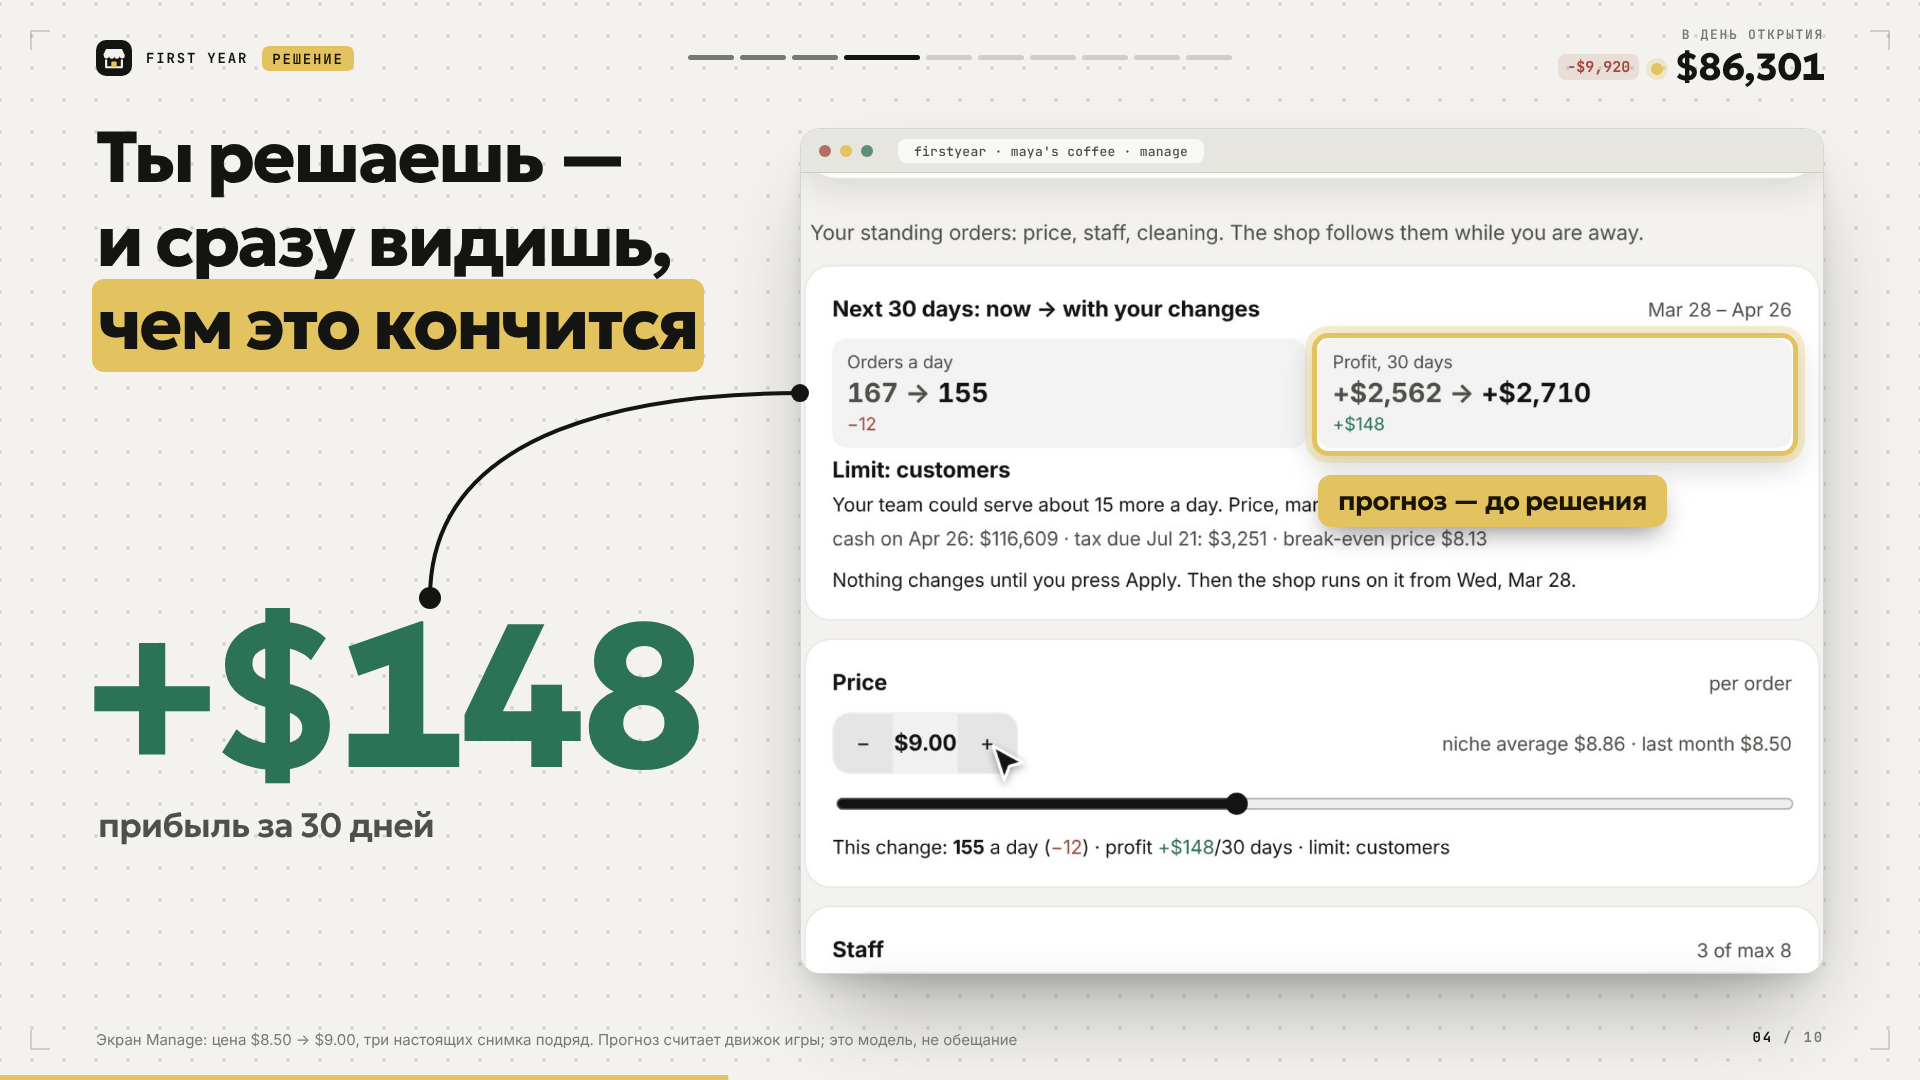 FIRST YEAR
РЕШЕНИЕ
В ДЕНЬ ОТКРЫТИЯ
-$9,920
$86,301
Ты решаешь —
и сразу видишь,
чем это кончится
+$148
прибыль за 30 дней
firstyear · maya's coffee · manage
Your standing orders: price, staff, cleaning. The shop follows them while you are away.
Next 30 days: now → with your changes
Mar 28 – Apr 26
Orders a day
167 → 155
−12
Profit, 30 days
+$2,562 → +$2,710
+$148
Limit: customers
Your team could serve about 15 more a day. Price, mar
прогноз — до решения
cash on Apr 26: $116,609 · tax due Jul 21: $3,251 · break-even price $8.13
Nothing changes until you press Apply. Then the shop runs on it from Wed, Mar 28.
Price
per order
− $9.00 +
niche average $8.86 · last month $8.50
This change: 155 a day (−12) · profit +$148/30 days · limit: customers
Staff
3 of max 8
Экран Manage: цена $8.50 → $9.00, три настоящих снимка подряд. Прогноз считает движок игры; это модель, не обещание
04 / 10